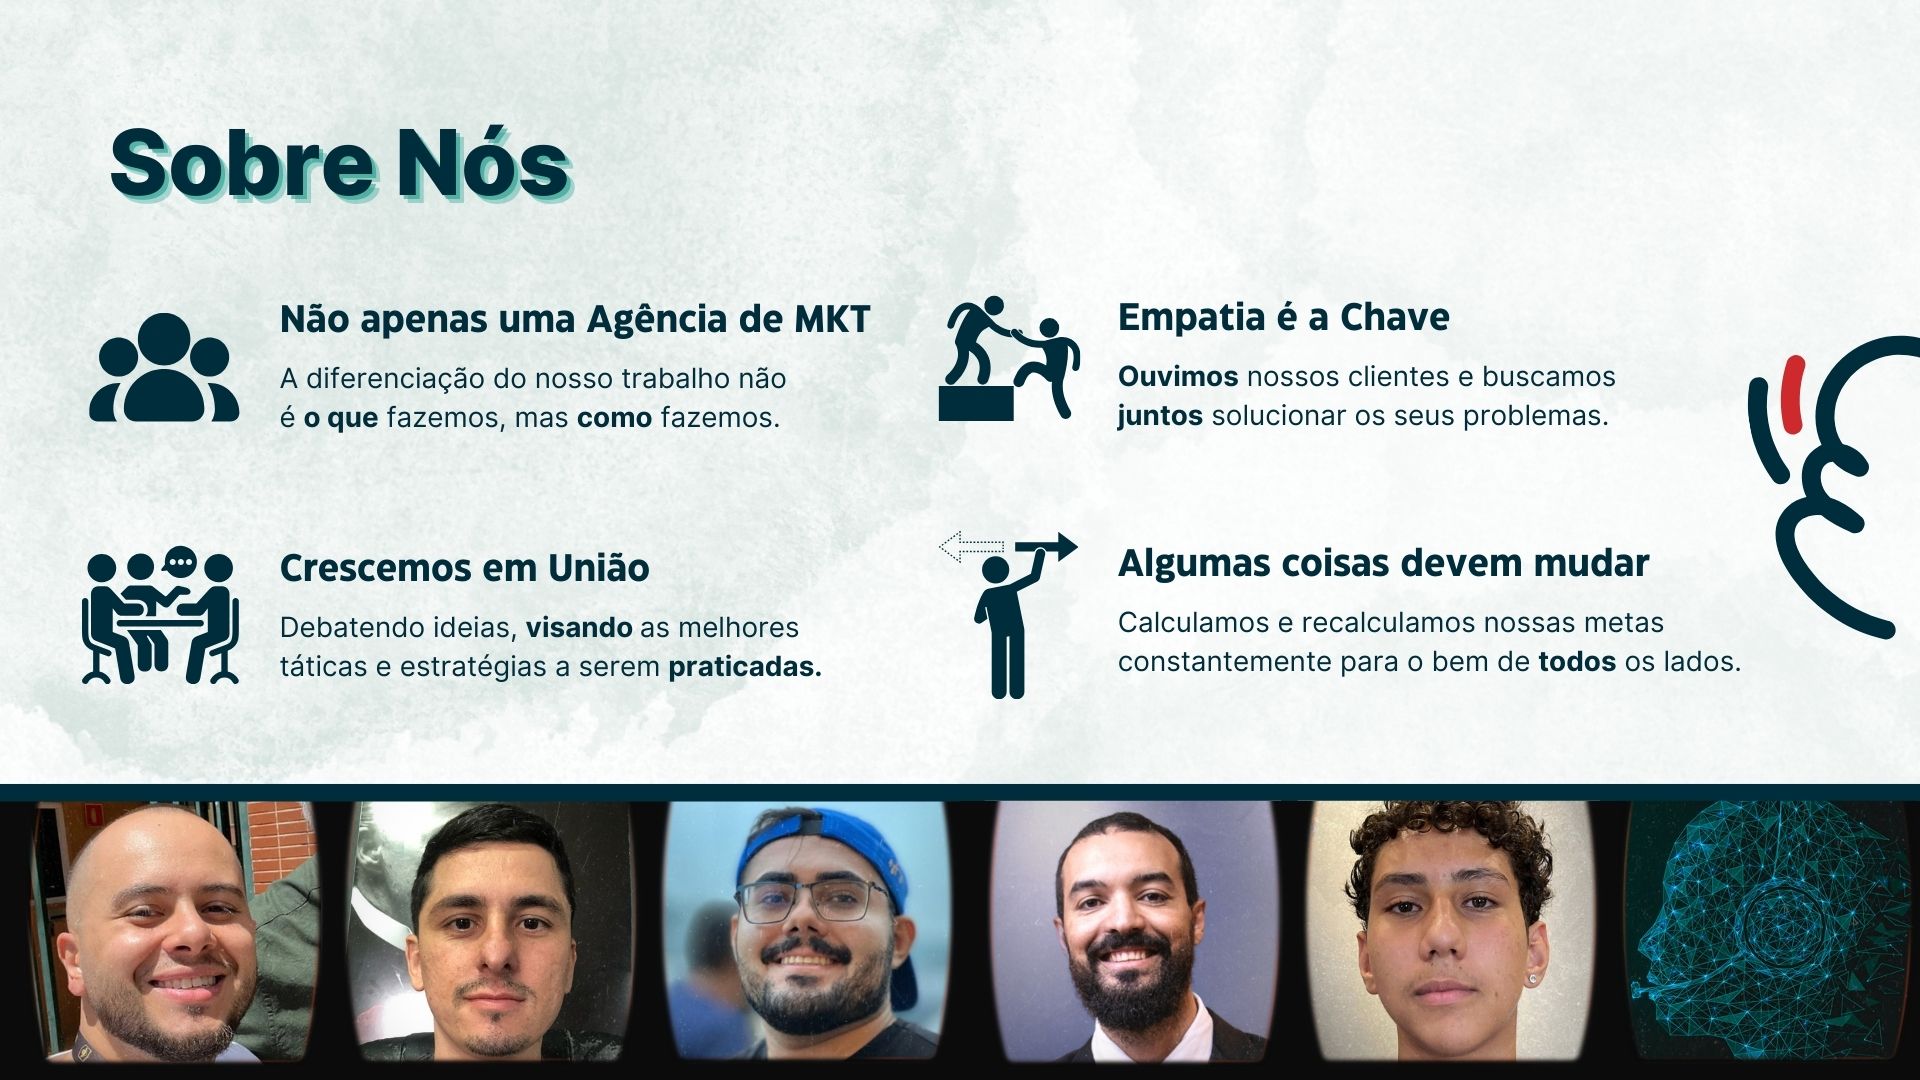 Sobre Nós
Não apenas uma Agência de MKT
A diferenciação do nosso trabalho não
é o que fazemos, mas como fazemos.
Empatia é a Chave
Ouvimos nossos clientes e buscamos
juntos solucionar os seus problemas.
Crescemos em União
Debatendo ideias, visando as melhores
táticas e estratégias a serem praticadas.
Algumas coisas devem mudar
Calculamos e recalculamos nossas metas
constantemente para o bem de todos os lados.